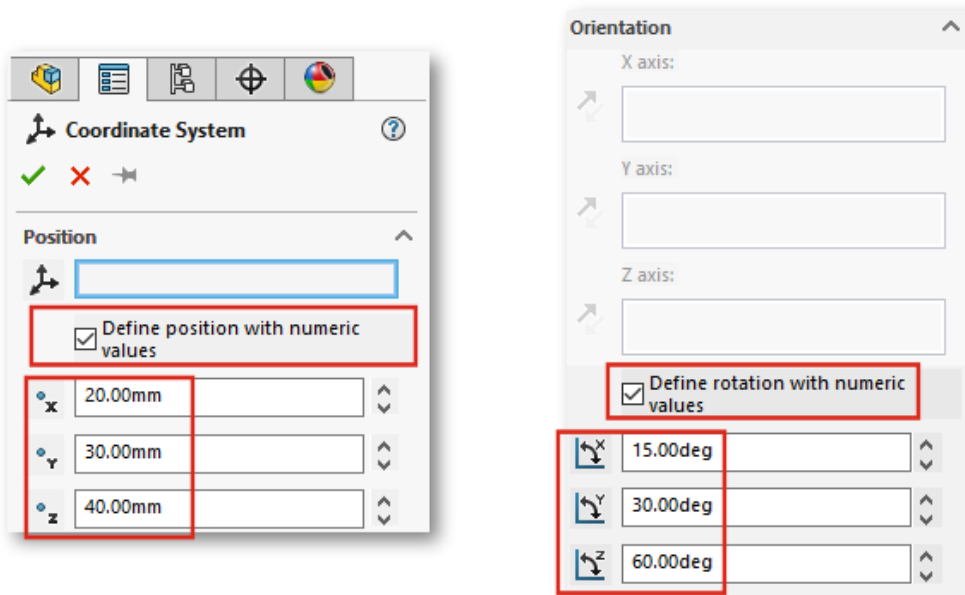 Coordinate System
Position
Define position with numeric
values
X
20.00mm
Y
30.00mm
Z
40.00mm
Orientation
X axis:
Y axis:
Z axis:
Define rotation with numeric
values
X
15.00deg
Y
30.00deg
Z
60.00deg